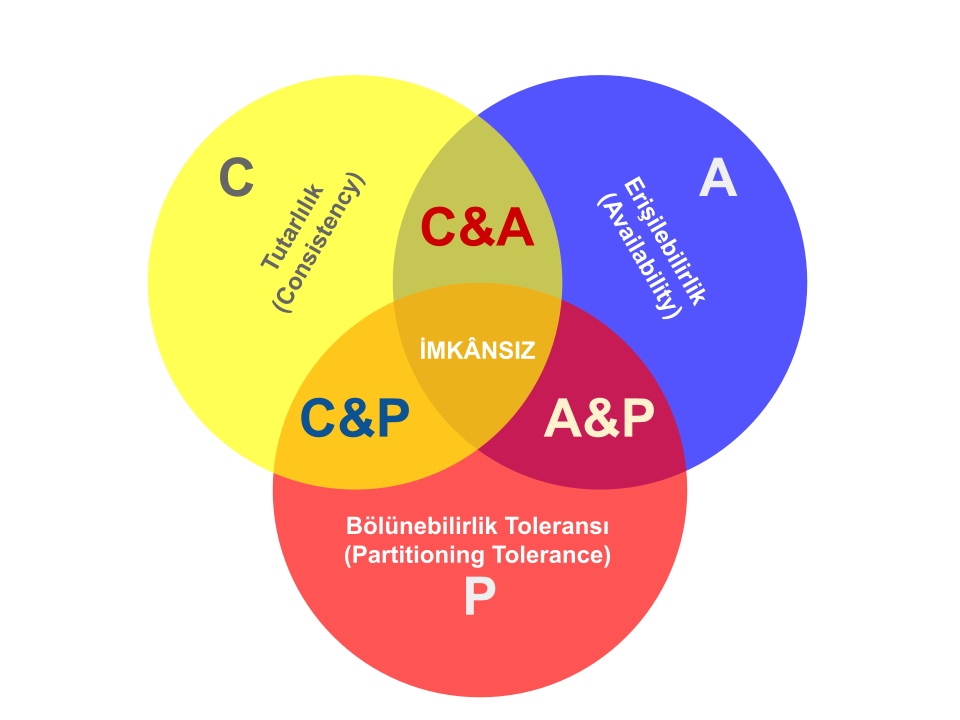 C
Tutarlılık
(Consistency)
C&A
A
Erişilebilirlik
(Availability)
İMKÂNSIZ
C&P
A&P
Bölünebilirlik Toleransı
(Partitioning Tolerance)
P